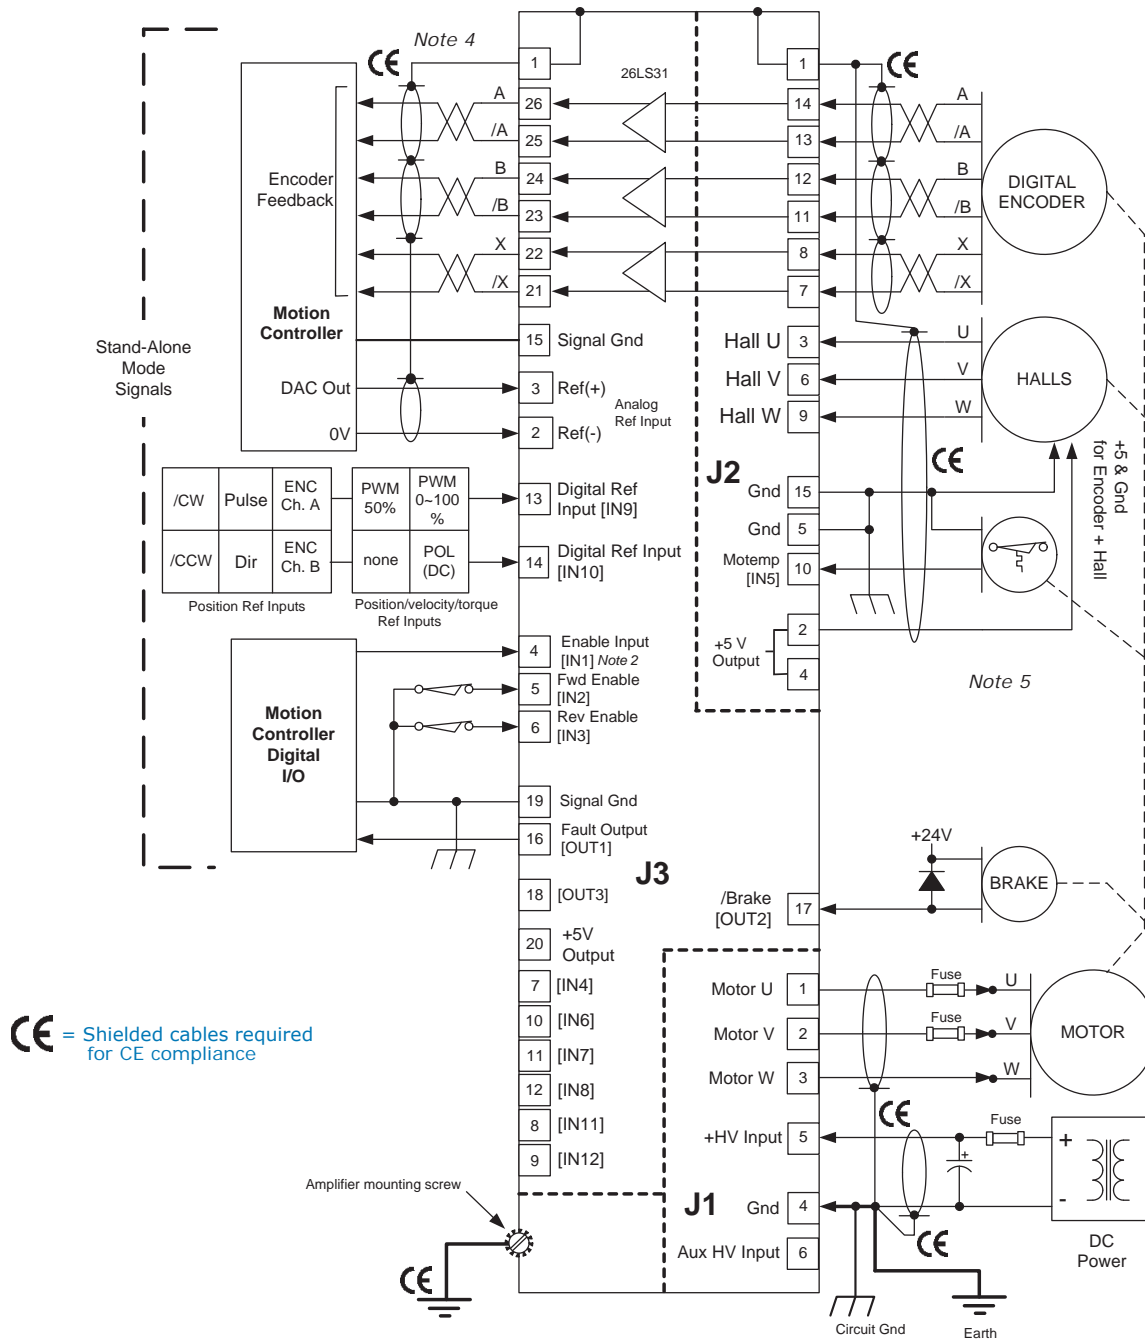 Note 4
1
26LS31
1
A
26
14
A
/A
25
13
/A
Encoder
Feedback
B
24
12
B
/B
23
11
/B
DIGITAL
ENCODER
X
22
8
X
/X
21
7
/X
Motion
Controller
15
Signal Gnd
Hall U
3
U
Stand-Alone
Mode
Signals
DAC Out
3
Ref(+)
Analog
Ref Input
Hall V
6
V
HALLS
0V
2
Ref(-)
Hall W
9
W
J2
+5 & Gnd
for Encoder + Hall
/CW
Pulse
ENC
Ch. A
PWM
50%
PWM
0~100
%
13
Digital Ref
Input [IN9]
Gnd
15
Gnd
5
/CCW
Dir
ENC
Ch. B
none
POL
(DC)
14
Digital Ref Input
[IN10]
Motemp
[IN5]
10
Position Ref Inputs
Position/velocity/torque
Ref Inputs
4
Enable Input
[IN1] Note 2
+5 V
Output
2
4
5
Fwd Enable
[IN2]
Note 5
6
Rev Enable
[IN3]
Motion
Controller
Digital
I/O
19
Signal Gnd
16
Fault Output
[OUT1]
+24V
J3
18
[OUT3]
/Brake
[OUT2]
17
BRAKE
20
+5V
Output
7
[IN4]
Motor U
1
Fuse
U
10
[IN6]
Motor V
2
Fuse
V
MOTOR
CE = Shielded cables required
for CE compliance
11
[IN7]
Motor W
3
W
12
[IN8]
CE
8
[IN11]
+HV Input
5
Fuse
+
9
[IN12]
+
Amplifier mounting screw
J1
Gnd
4
-
CE
Aux HV Input
6
DC
Power
CE
Circuit Gnd
Earth
CE
CE
CE